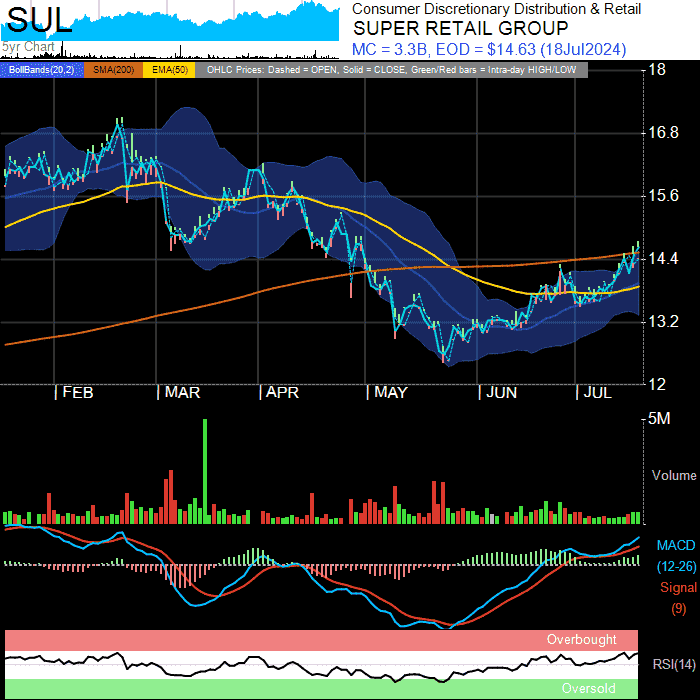 SUL
5yr Chart
Consumer Discretionary Distribution & Retail
SUPER RETAIL GROUP
MC = 3.3B, EOD = $14.63 (18Jul2024)
BollBands(20,2) SMA(200) EMA(50) OHLC Prices: Dashed = OPEN, Solid = CLOSE, Green/Red bars = Intra-day HIGH/LOW
18
16.8
15.6
14.4
13.2
12
FEB MAR APR MAY JUN JUL
5M
Volume
MACD
(12-26)
Signal
(9)
Overbought
RSI(14)
Oversold